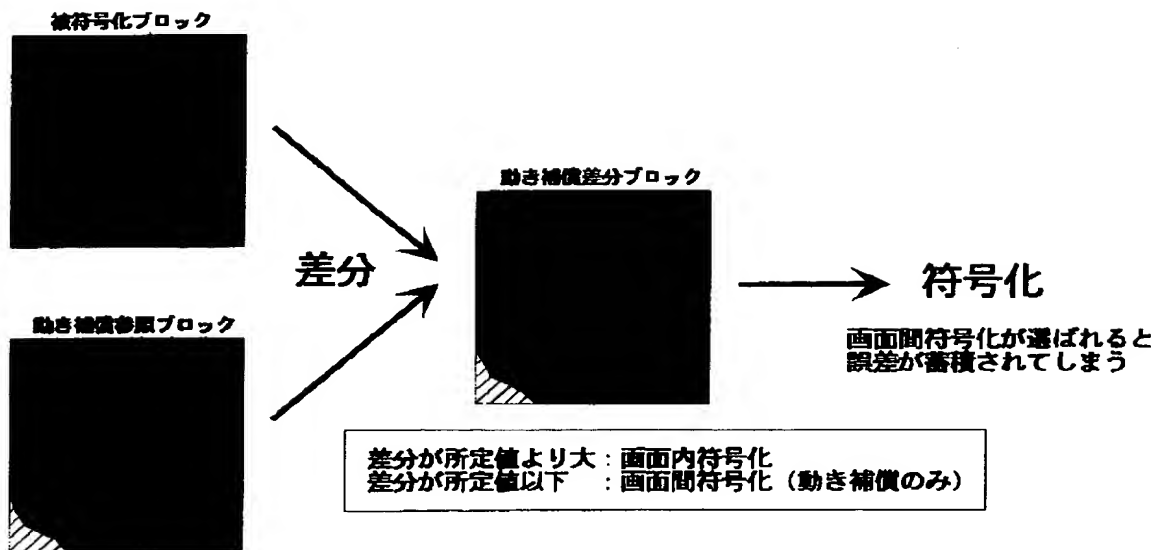 被符号化ブロック
動き補償差分ブロック
差分
符号化
動き補償参照ブロック
画面間符号化が選ばれると
誤差が蓄積されてしまう
差分が所定値より大：画面内符号化
差分が所定値以下　：画面間符号化（動き補償のみ）